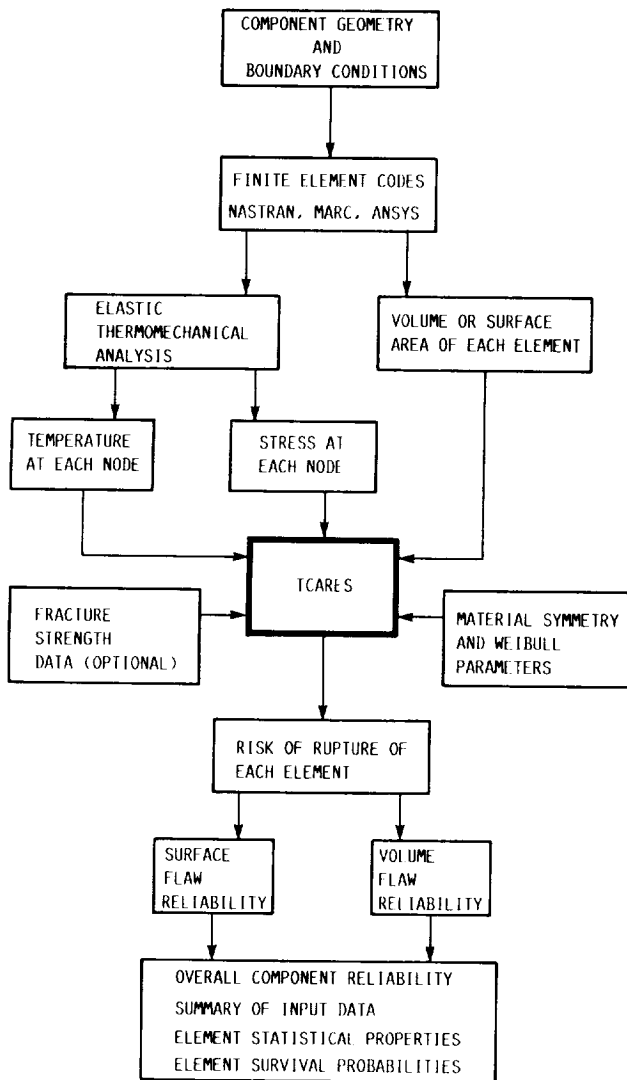 COMPONENT GEOMETRY
AND
BOUNDARY CONDITIONS
FINITE ELEMENT CODES
NASTRAN, MARC, ANSYS
ELASTIC
THERMOMECHANICAL
ANALYSIS
VOLUME OR SURFACE
AREA OF EACH ELEMENT
TEMPERATURE
AT EACH NODE
STRESS AT
EACH NODE
TCARES
FRACTURE
STRENGTH
DATA (OPTIONAL)
MATERIAL SYMMETRY
AND WEIBULL
PARAMETERS
RISK OF RUPTURE OF
EACH ELEMENT
SURFACE
FLAW
RELIABILITY
VOLUME
FLAW
RELIABILITY
OVERALL COMPONENT RELIABILITY
SUMMARY OF INPUT DATA
ELEMENT STATISTICAL PROPERTIES
ELEMENT SURVIVAL PROBABILITIES